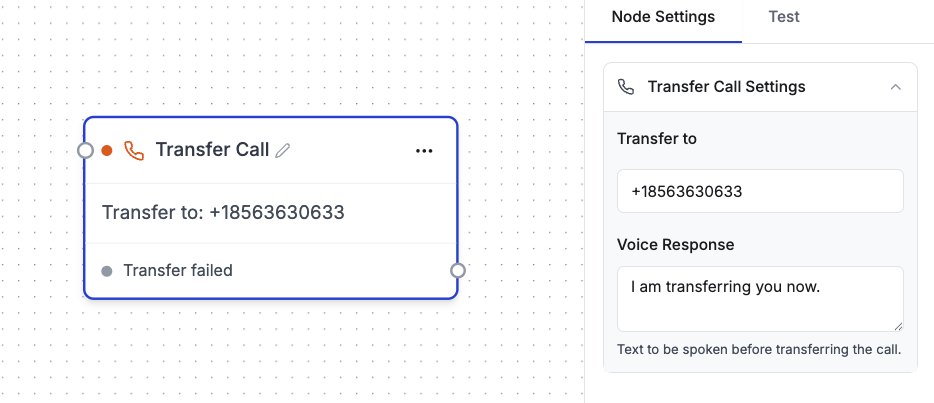 Node Settings
Test
Transfer Call Settings
Transfer to
+18563630633
Voice Response
I am transferring you now.
Text to be spoken before transferring the call.
Transfer Call
Transfer to: +18563630633
Transfer failed